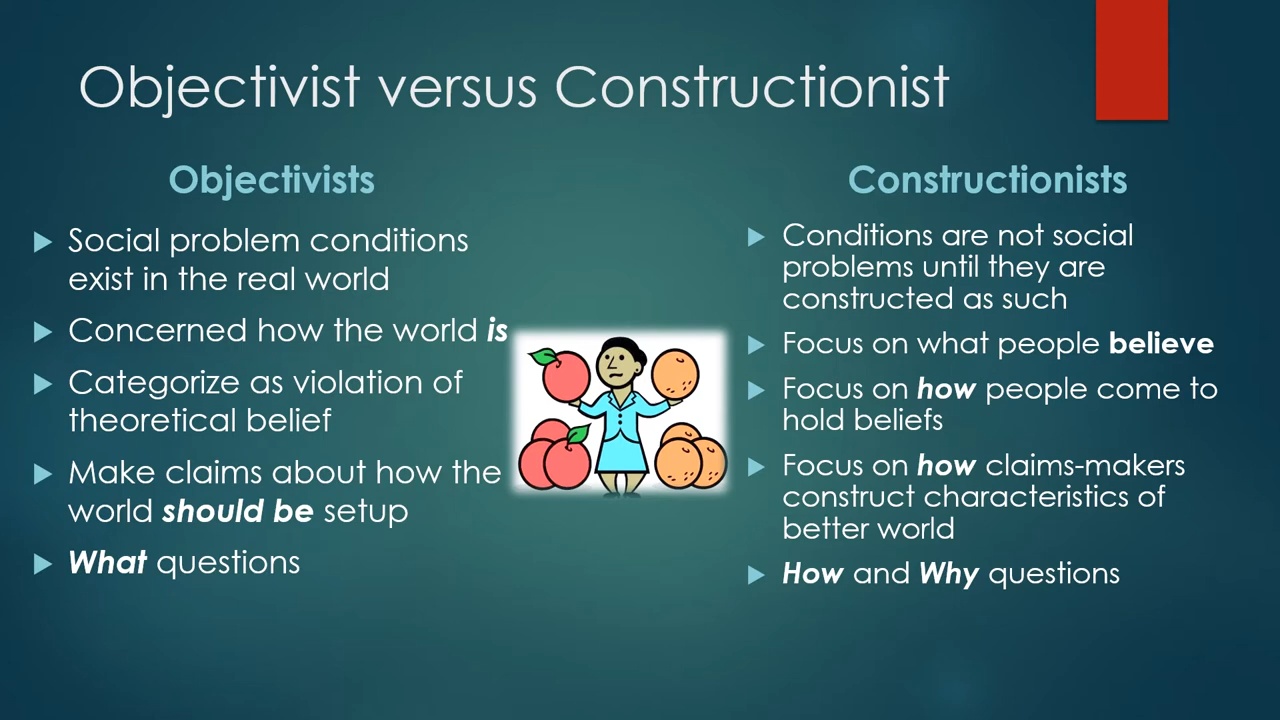 Objectivist versus Constructionist
Objectivists
Social problem conditions
exist in the real world
Concerned how the world is
Categorize as violation of
theoretical belief
Make claims about how the
world should be setup
What questions
Constructionists
Conditions are not social
problems until they are
constructed as such
Focus on what people believe
Focus on how people come to
hold beliefs
Focus on how claims-makers
construct characteristics of
better world
How and Why questions